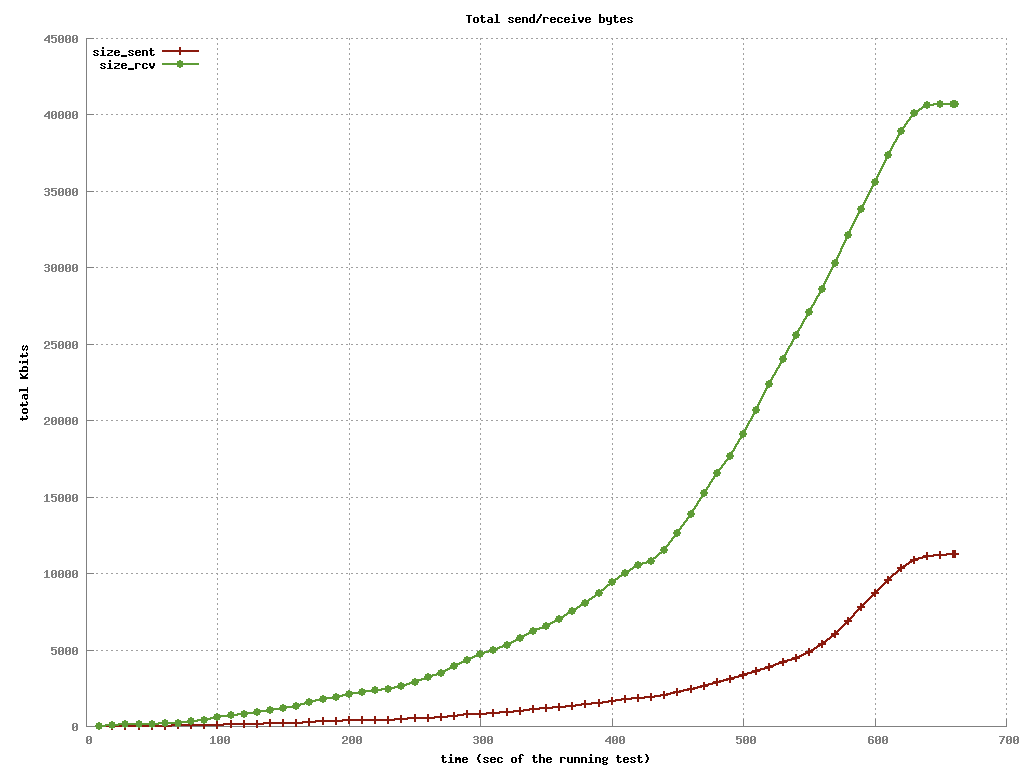 Total send/receive bytes
45000
size_sent
size_rcv
40000
35000
30000
25000
total Kbits
20000
15000
10000
5000
0
0 100 200 300 400 500 600 700
time (sec of the running test)